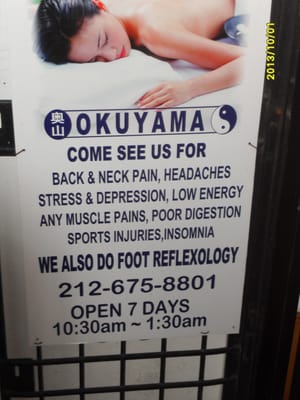 2013/10/01
奥山 OKUYAMA
COME SEE US FOR
BACK & NECK PAIN, HEADACHES
STRESS & DEPRESSION, LOW ENERGY
ANY MUSCLE PAINS, POOR DIGESTION
SPORTS INJURIES,INSOMNIA
WE ALSO DO FOOT REFLEXOLOGY
212-675-8801
OPEN 7 DAYS
10:30am ~ 1:30am